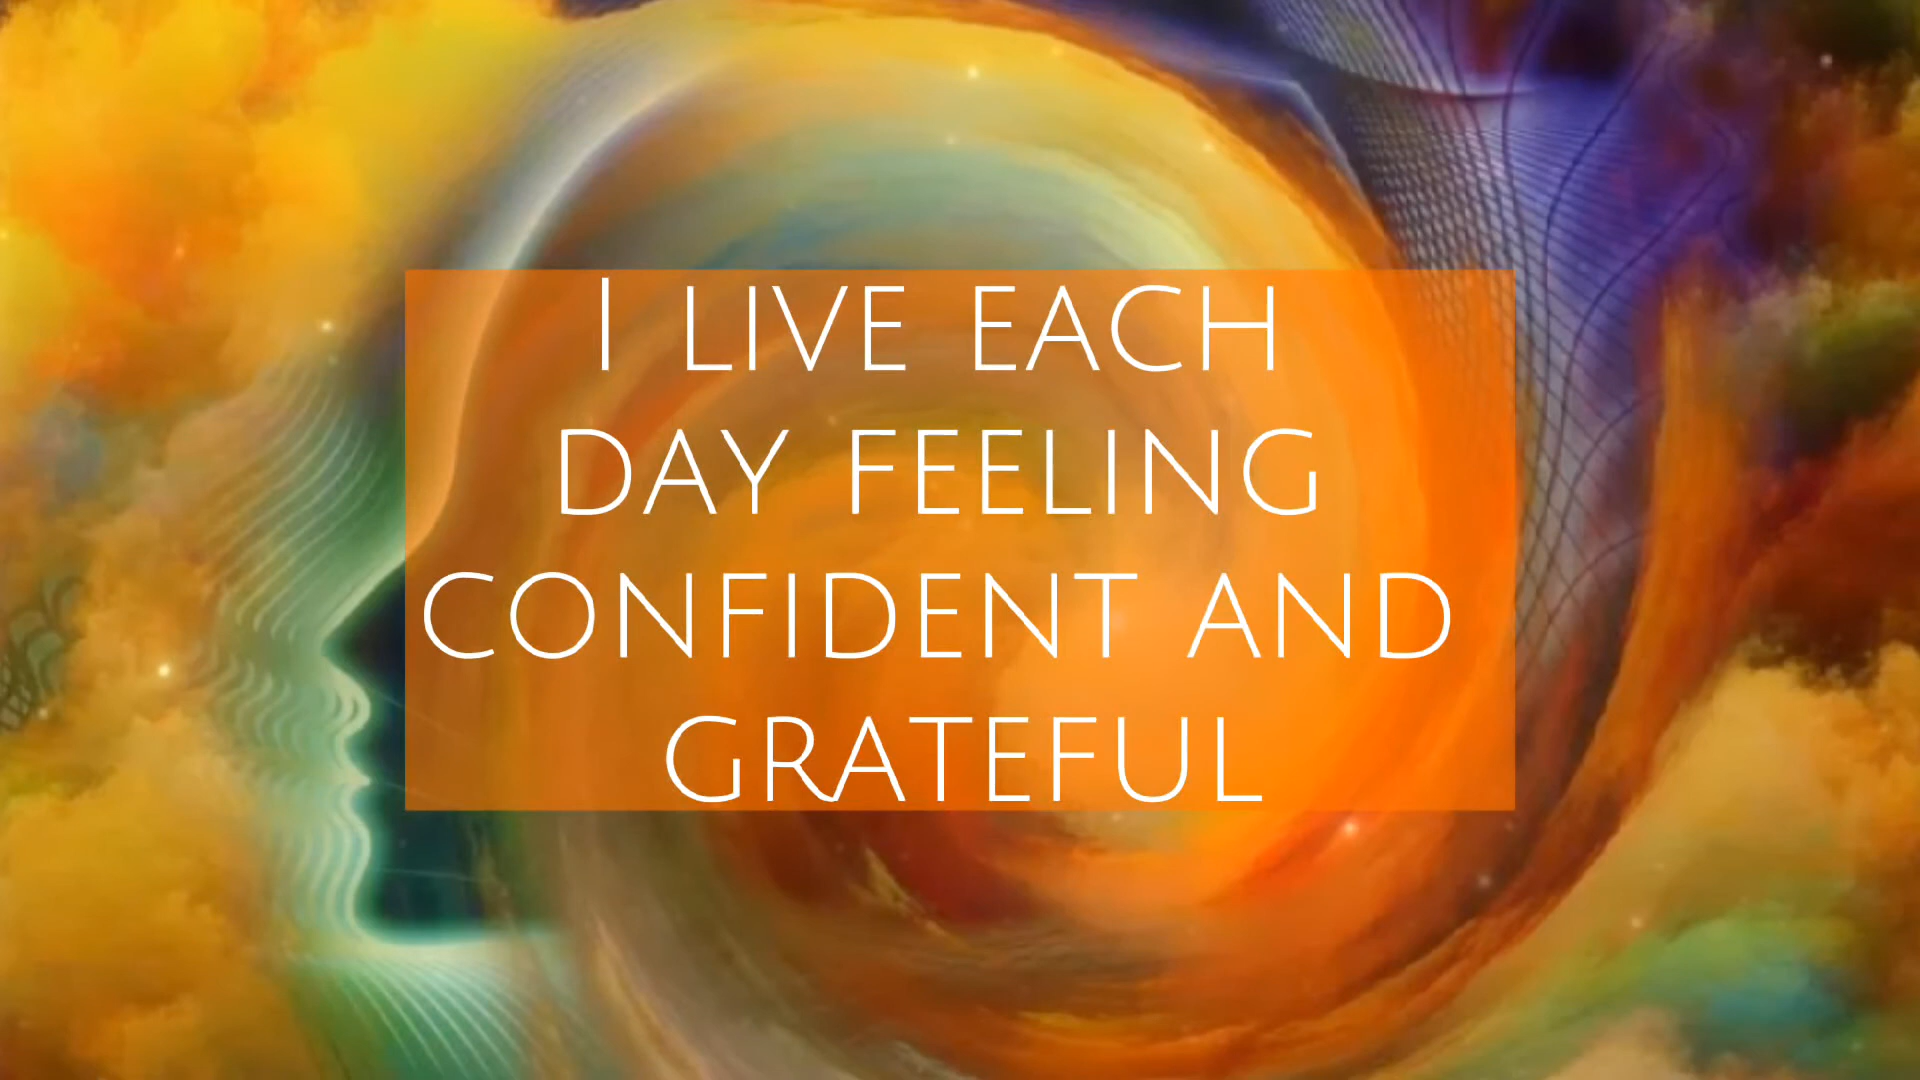 I LIVE EACH
DAY FEELING
CONFIDENT AND
GRATEFUL